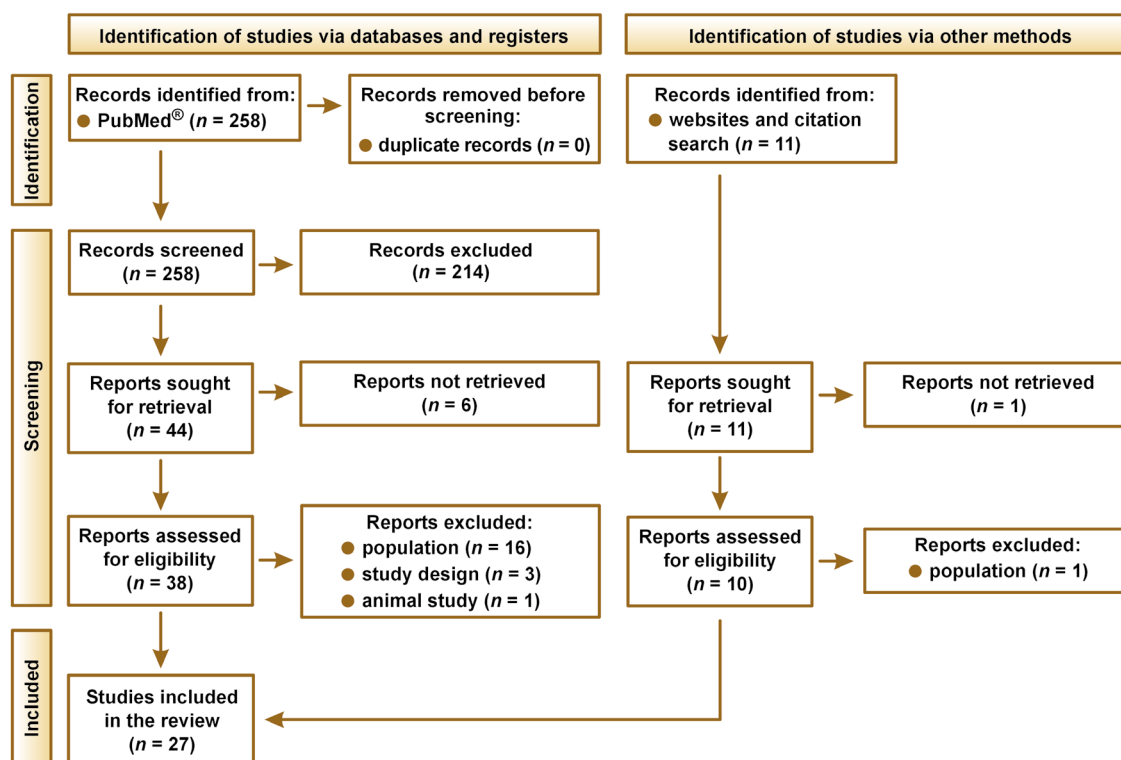 Identification of studies via databases and registers
Identification of studies via other methods
Identification
Records identified from:
● PubMed® (n = 258)
Records removed before
screening:
● duplicate records (n = 0)
Records identified from:
● websites and citation
search (n = 11)
Screening
Records screened
(n = 258)
Records excluded
(n = 214)
Reports sought
for retrieval
(n = 44)
Reports not retrieved
(n = 6)
Reports sought
for retrieval
(n = 11)
Reports not retrieved
(n = 1)
Reports assessed
for eligibility
(n = 38)
Reports excluded:
● population (n = 16)
● study design (n = 3)
● animal study (n = 1)
Reports assessed
for eligibility
(n = 10)
Reports excluded:
● population (n = 1)
Included
Studies included
in the review
(n = 27)